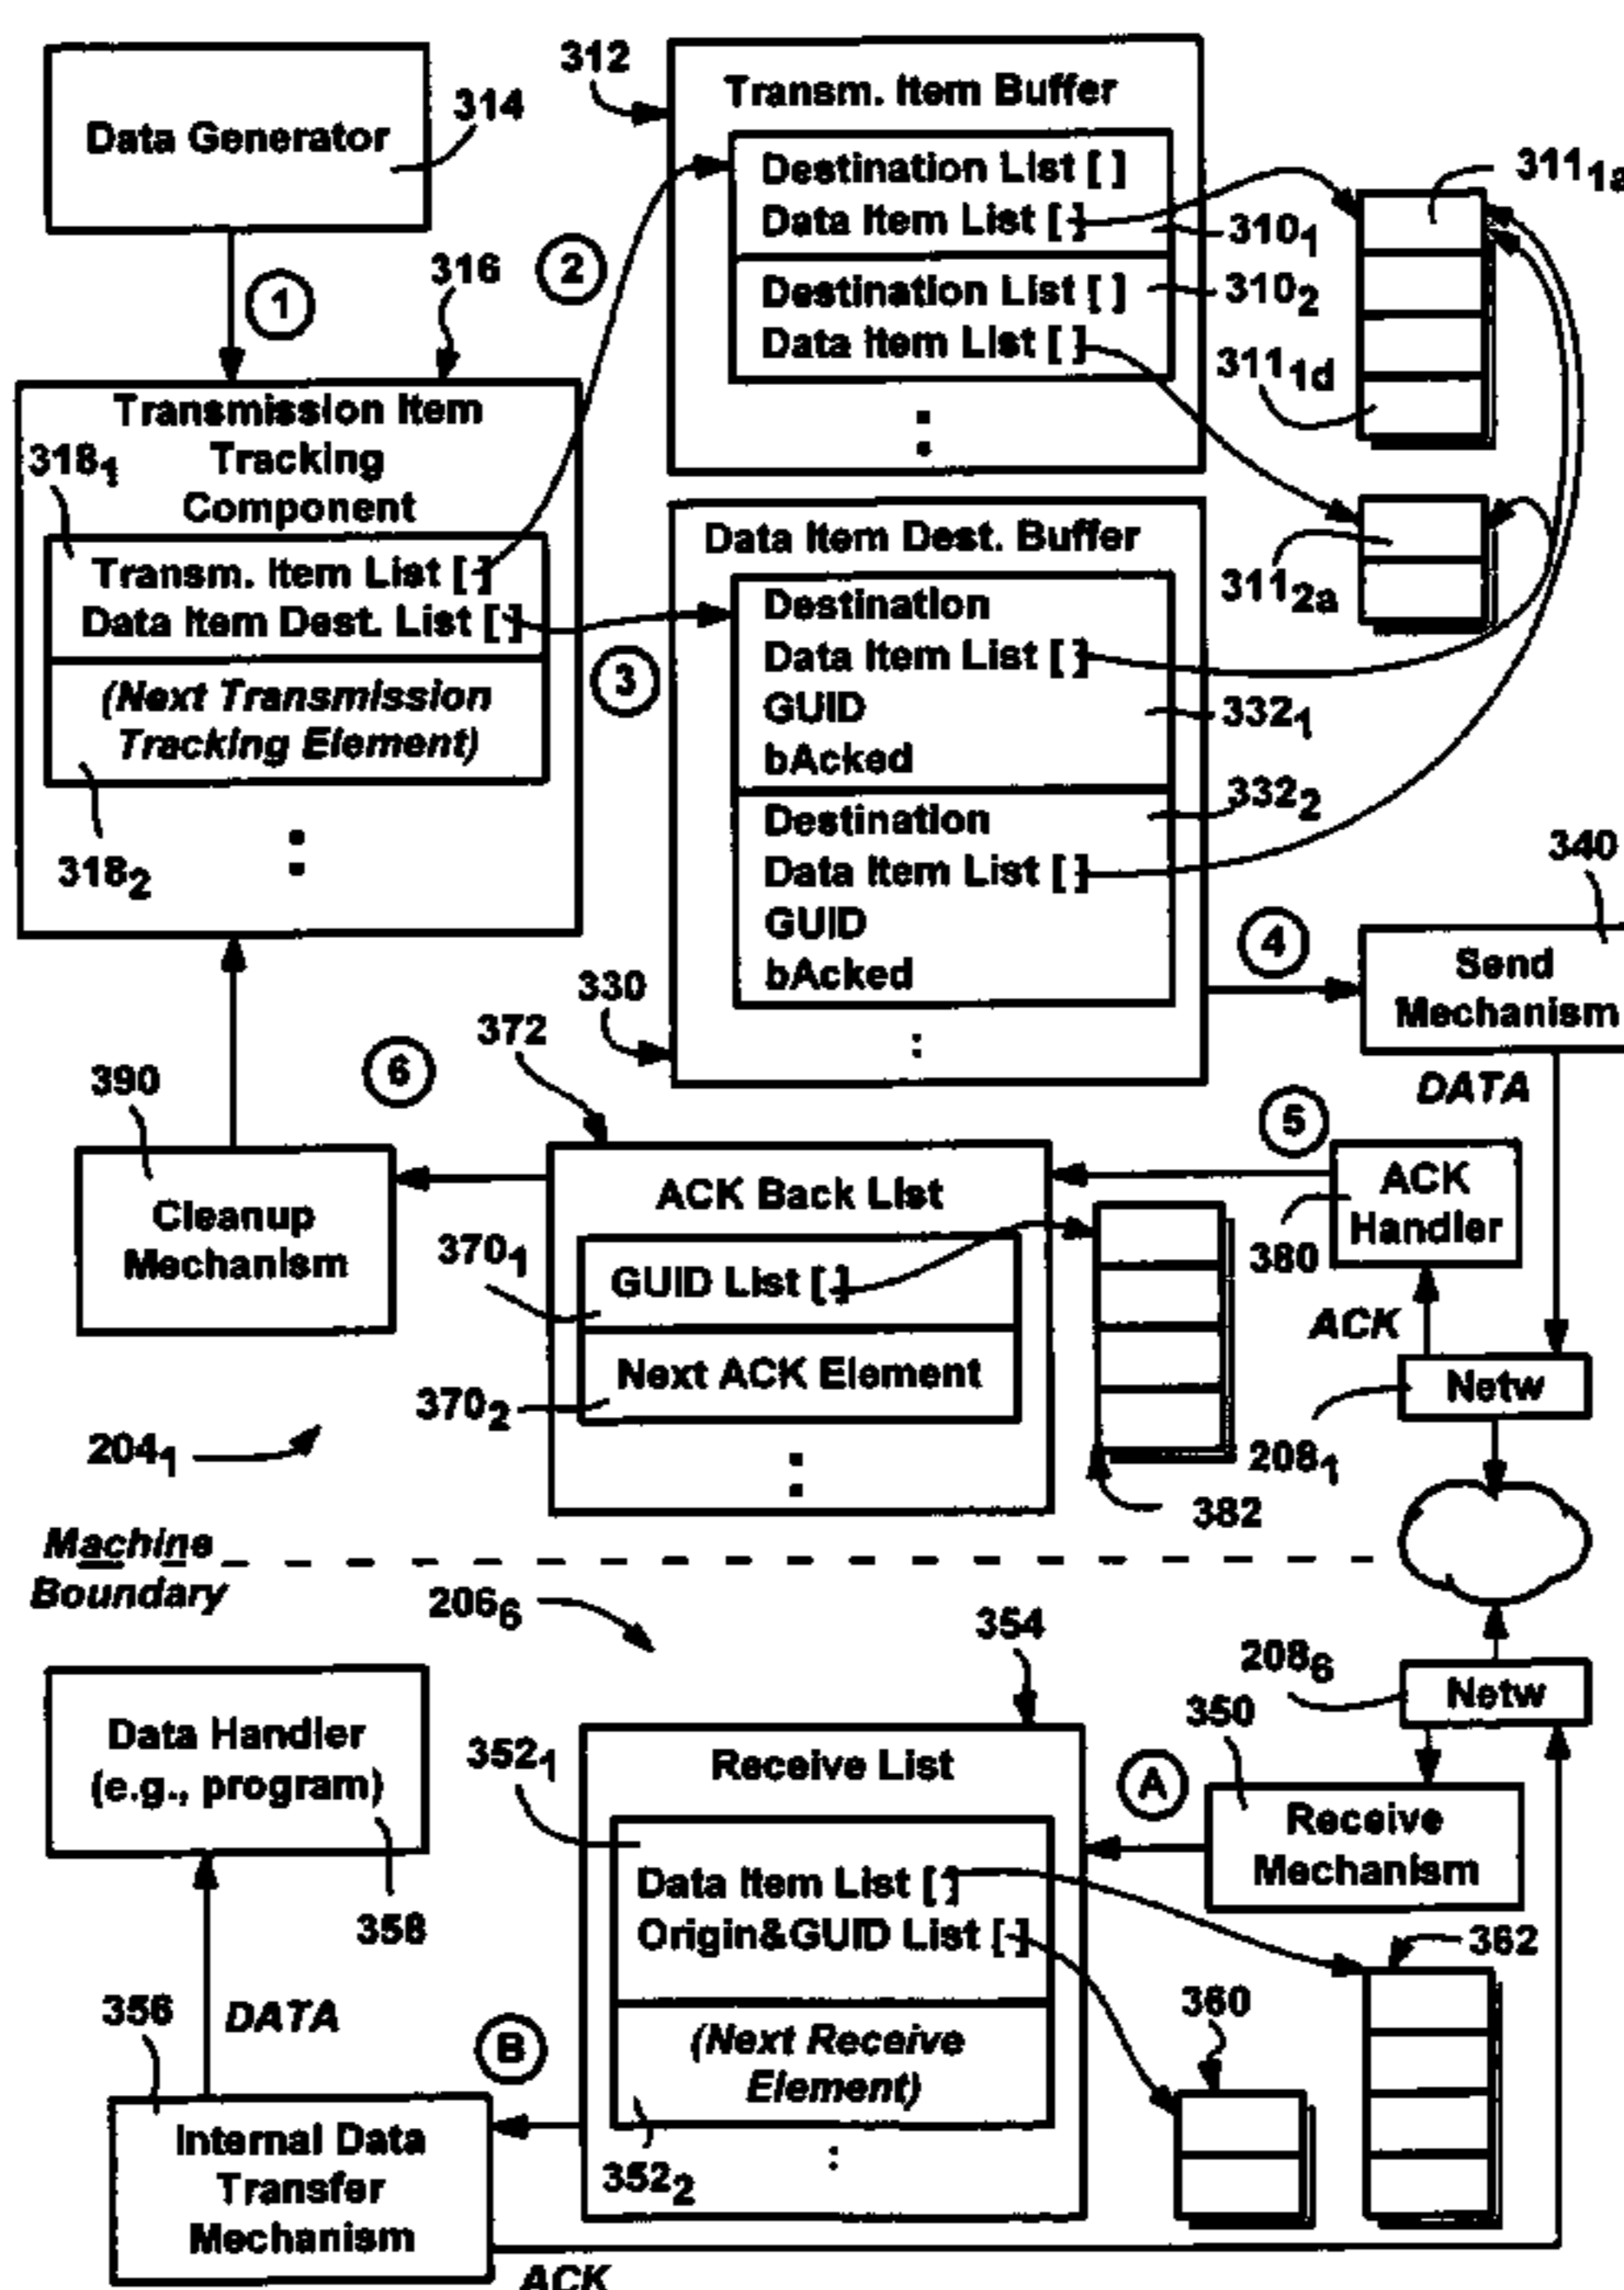 312
Transm. Item Buffer
Data Generator
314
Destination List [ ]
Data Item List [ ]
311 1a
310 1
316
2
1
Destination List [ ]
Data Item List [ ]
310 2
311 1d
Transmission Item
Tracking
Component
318 1
Transm. Item List [ ]
Data Item Dest. List [ ]
(Next Transmission
Tracking Element)
318 2
3
Data Item Dest. Buffer
Destination
Data Item List [ ]
GUID
bAcked
332 1
Destination
Data Item List [ ]
GUID
bAcked
332 2
311 2a
340
4
Send
Mechanism
330
372
6
390
DATA
5
Cleanup
Mechanism
ACK Back List
370 1
GUID List [ ]
Next ACK Element
370 2
ACK
Handler
380
ACK
Netw
208 1
204 1
382
Machine
Boundary
206 6
354
208 6
Netw
350
Data Handler
(e.g., program)
352 1
Receive List
A
Receive
Mechanism
358
Data Item List [ ]
Origin&GUID List [ ]
362
356
DATA
B
(Next Receive
Element)
360
Internal Data
Transfer
Mechanism
352 2
ACK